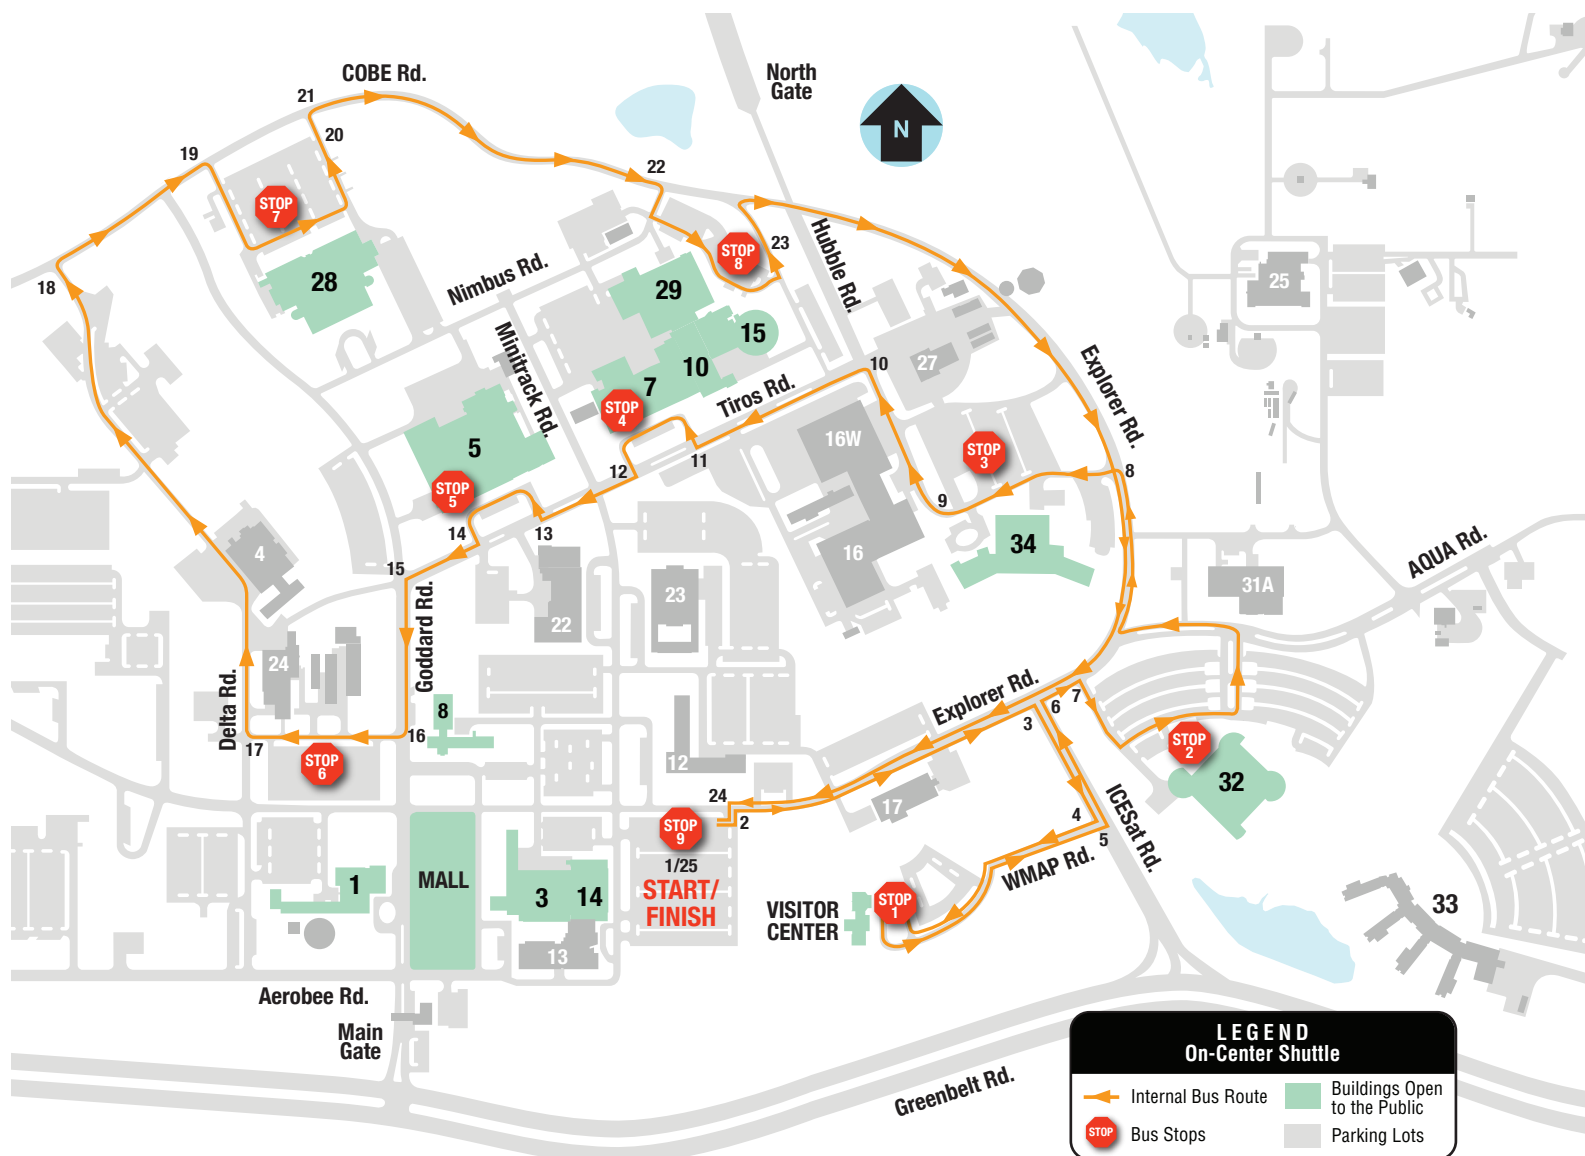 COBE Rd.
North
Gate
N
21
20
19
22
STOP
7
18
28
Nimbus Rd.
STOP
8
23
Hubble Rd.
29
15
10
7
Minitrack Rd.
STOP
4
Tiros Rd.
10
27
25
Explorer Rd.
5
STOP
5
12
11
16W
STOP
3
8
9
14
13
16
34
4
15
Goddard Rd.
22
23
31A
AQUA Rd.
24
Delta Rd.
8
16
17
STOP
6
12
Explorer Rd.
3
6
7
STOP
2
32
24
2
17
STOP
9
1/25
START/
FINISH
4
5
ICESat Rd.
WMAP Rd.
1
MALL
3
14
13
VISITOR
CENTER
STOP
1
33
Aerobee Rd.
Main
Gate
Greenbelt Rd.
LEGEND
On-Center Shuttle
Internal Bus Route
Buildings Open
to the Public
STOP
Bus Stops
Parking Lots